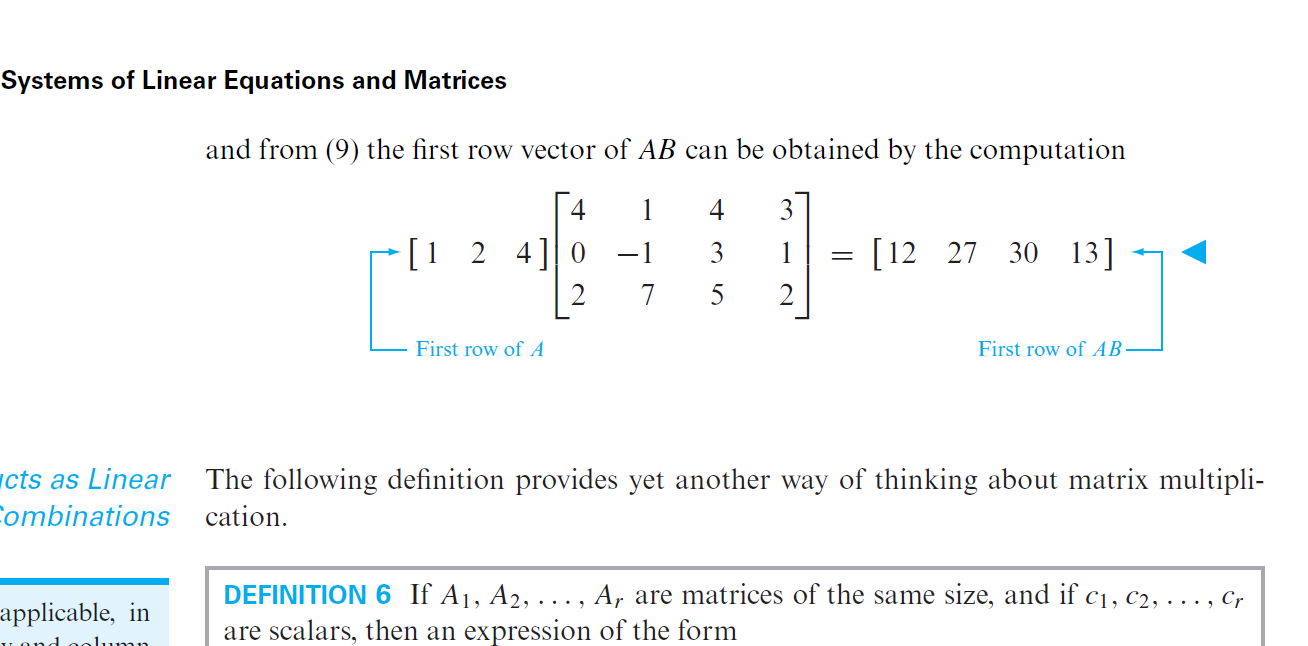 Systems of Linear Equations and Matrices
and from (9) the first row vector of AB can be obtained by the computation
4 1 4 3
[1 2 4] 0 −1 3 1 = [12 27 30 13]
2 7 5 2
First row of A First row of AB
Linear The following definition provides yet another way of thinking about matrix multipli-
as
cation.
DEFINITION 6 If A₁, A₂, . . . , Aᵣ are matrices of the same size, and if c₁, c₂, . . . , cᵣ
applicable, in
are scalars, then an expression of the form